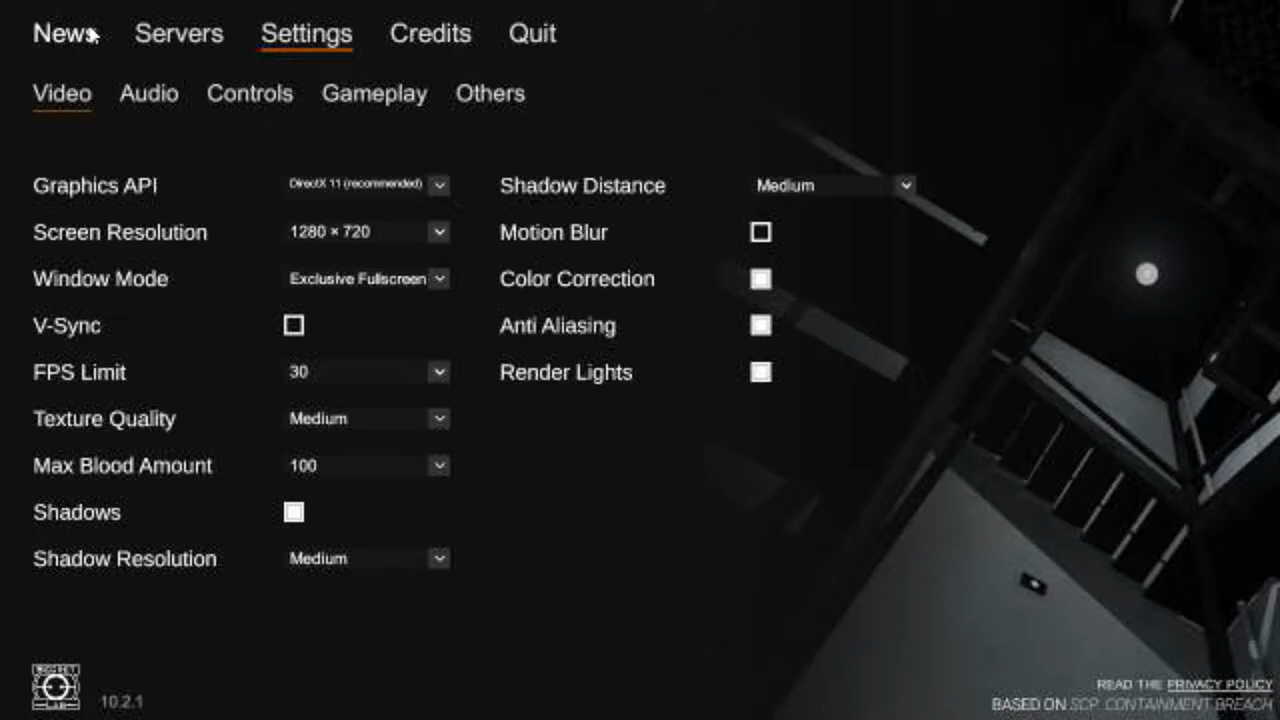 News Servers Settings Credits Quit
Video Audio Controls Gameplay Others
Graphics API DirectX 11 (recommended) Shadow Distance Medium
Screen Resolution 1280 × 720 Motion Blur
Window Mode Exclusive Fullscreen Color Correction
V-Sync Anti Aliasing
FPS Limit 30 Render Lights
Texture Quality Medium
Max Blood Amount 100
Shadows
Shadow Resolution Medium
10.2.1
READ THE PRIVACY POLICY
BASED ON SCP: CONTAINMENT BREACH